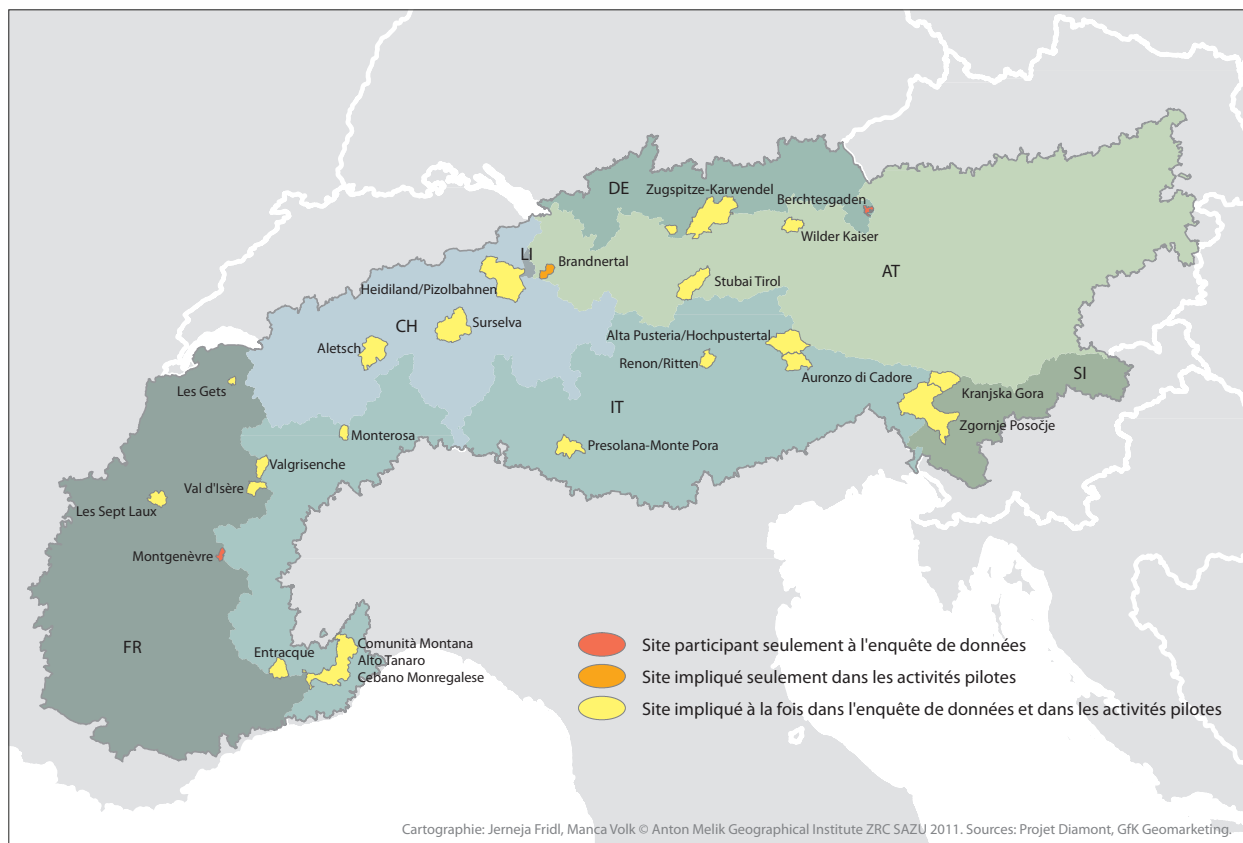 DE
Zugspitze-Karwendel
Berchtesgaden
Wilder Kaiser
LI
Brandnertal
AT
Heidiland/Pizolbahnen
Stubai Tirol
CH
Surselva
Alta Pusteria/Hochpustertal
Aletsch
Renon/Ritten
Auronzo di Cadore
SI
Les Gets
Kranjska Gora
IT
Zgornje Posočje
Monterosa
Presolana-Monte Pora
Valgrisenche
Val d'Isère
Les Sept Laux
Montgenèvre
FR
Entracque
Comunità Montana
Alto Tanaro
Cebano Monregalese
Site participant seulement à l'enquête de données
Site impliqué seulement dans les activités pilotes
Site impliqué à la fois dans l'enquête de données et dans les activités pilotes
Cartographie: Jerneja Fridl, Manca Volk © Anton Melik Geographical Institute ZRC SAZU 2011. Sources: Projet Diamont, GfK Geomarketing.